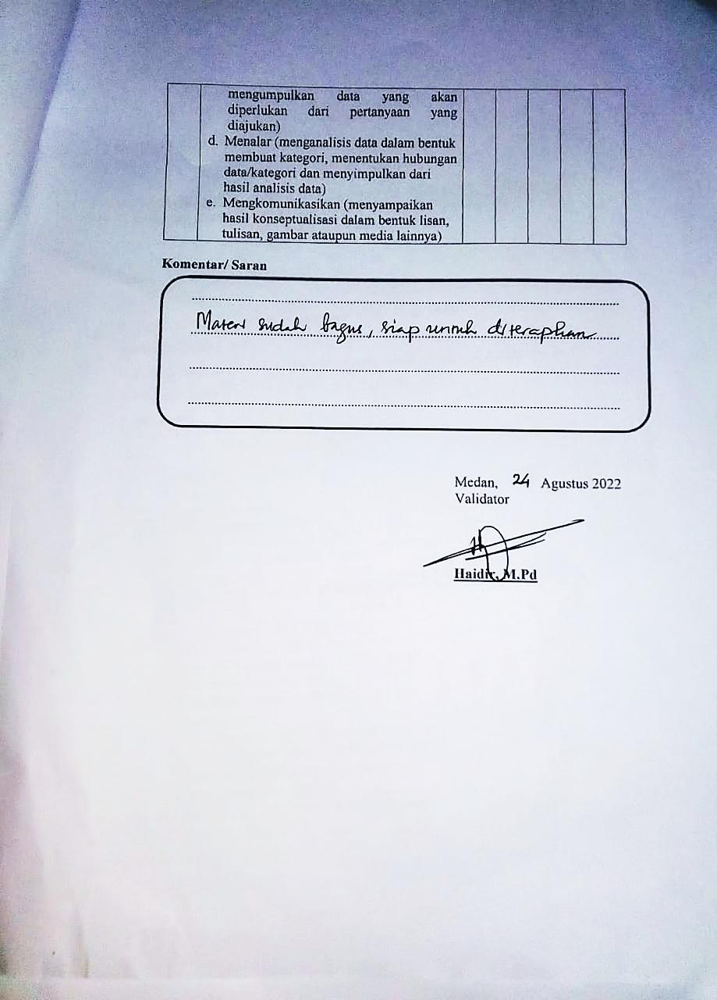 mengumpulkan data yang akan
diperlukan dari pertanyaan yang
diajukan)
d. Menalar (menganalisis data dalam bentuk
membuat kategori, menentukan hubungan
data/kategori dan menyimpulkan dari
hasil analisis data)
e. Mengkomunikasikan (menyampaikan
hasil konseptualisasi dalam bentuk lisan,
tulisan, gambar ataupun media lainnya)
Komentar/ Saran
Materi sudah bagus, siap untuk diterapkan
Medan, 24 Agustus 2022
Validator
Haidir, M.Pd